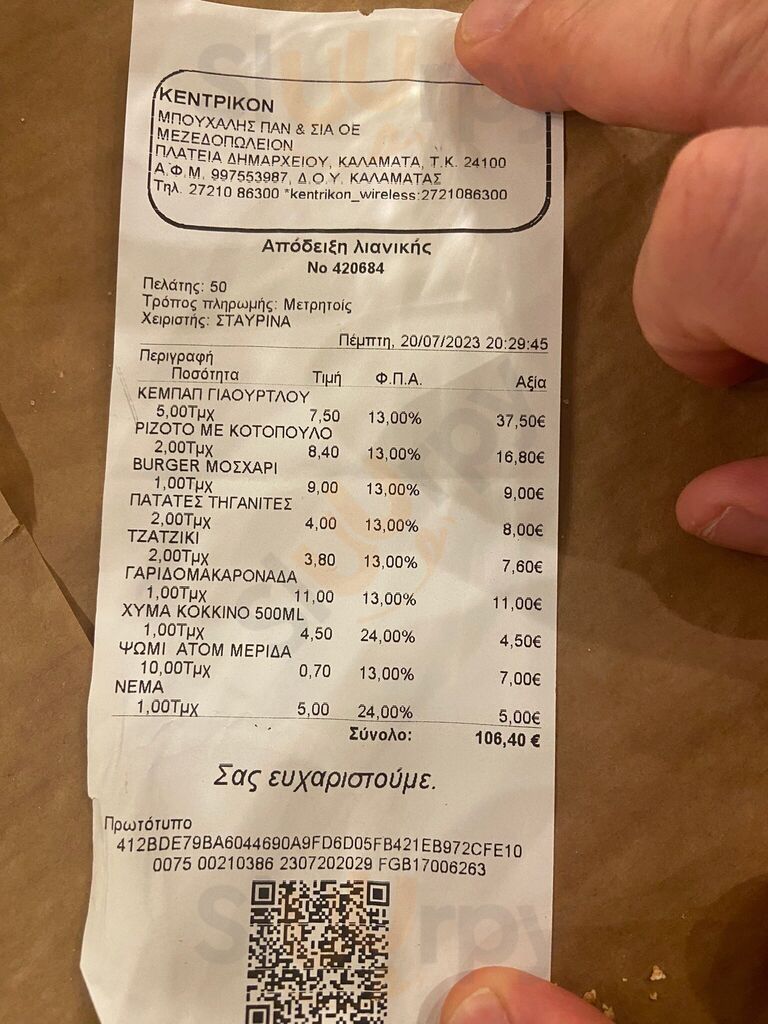 ΚΕΝΤΡΙΚΟΝ
ΜΠΟΥΧΑΛΗΣ ΠΑΝ & ΣΙΑ ΟΕ
ΜΕΖΕΔΟΠΩΛΕΙΟΝ
ΠΛΑΤΕΙΑ ΔΗΜΑΡΧΕΙΟΥ, ΚΑΛΑΜΑΤΑ, Τ.Κ. 24100
Α.Φ.Μ. 997553987, Δ.Ο.Υ. ΚΑΛΑΜΑΤΑΣ
Τηλ. 27210 86300 *kentrikon_wireless:2721086300
Απόδειξη λιανικής
Νο 420684
Πελάτης: 50
Τρόπος πληρωμής: Μετρητοίς
Χειριστής: ΣΤΑΥΡΙΝΑ
Πέμπτη, 20/07/2023 20:29:45
Περιγραφή
Ποσότητα Τιμή Φ.Π.Α. Αξία
ΚΕΜΠΑΠ ΓΙΑΟΥΡΤΛΟΥ
5,00Τμχ 7,50 13,00% 37,50€
ΡΙΖΟΤΟ ΜΕ ΚΟΤΟΠΟΥΛΟ
2,00Τμχ 8,40 13,00% 16,80€
BURGER ΜΟΣΧΑΡΙ
1,00Τμχ 9,00 13,00% 9,00€
ΠΑΤΑΤΕΣ ΤΗΓΑΝΙΤΕΣ
2,00Τμχ 4,00 13,00% 8,00€
ΤΖΑΤΖΙΚΙ
2,00Τμχ 3,80 13,00% 7,60€
ΓΑΡΙΔΟΜΑΚΑΡΟΝΑΔΑ
1,00Τμχ 11,00 13,00% 11,00€
ΧΥΜΑ ΚΟΚΚΙΝΟ 500ML
1,00Τμχ 4,50 24,00% 4,50€
ΨΩΜΙ ΑΤΟΜ ΜΕΡΙΔΑ
10,00Τμχ 0,70 13,00% 7,00€
ΝΕΜΑ
1,00Τμχ 5,00 24,00% 5,00€
Σύνολο: 106,40 €
Σας ευχαριστούμε.
Πρωτότυπο
412BDE79BA6044690A9FD6D05FB421EB972CFE10
0075 00210386 2307202029 FGB17006263
Sluurpy
Sluurpy
Sluurpy